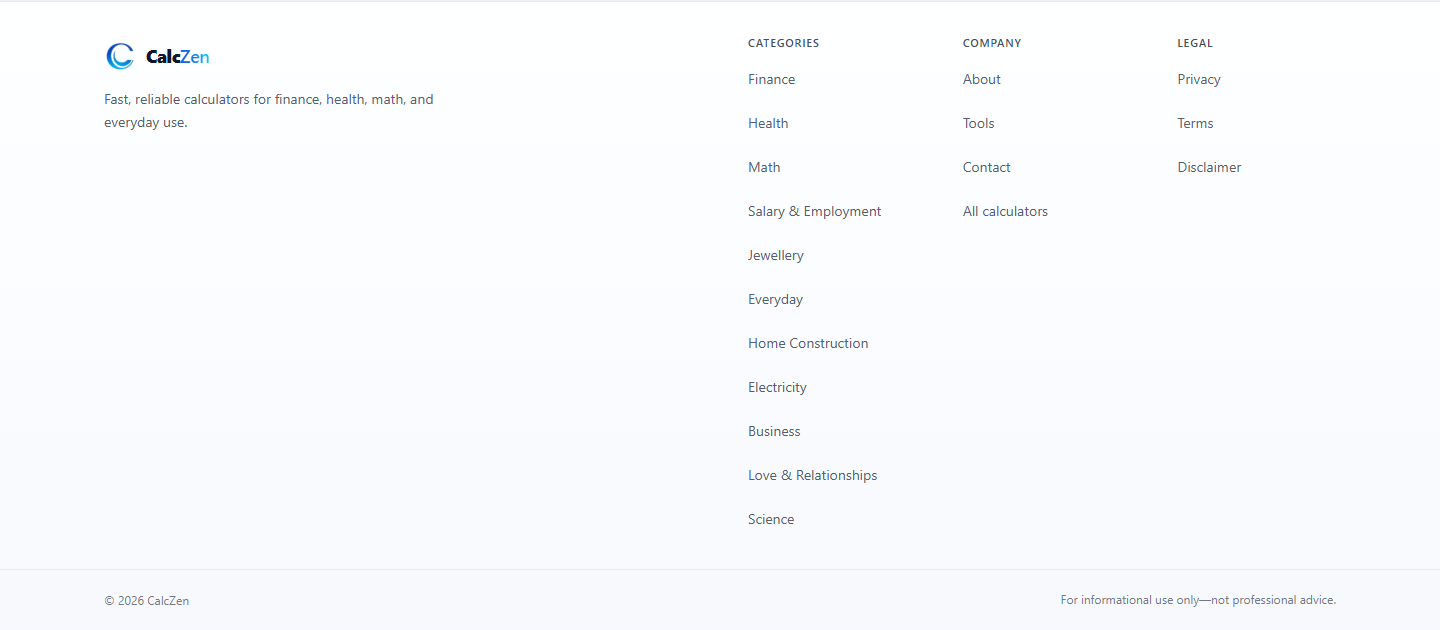 CalcZen
Fast, reliable calculators for finance, health, math, and
everyday use.
CATEGORIES
Finance
Health
Math
Salary & Employment
Jewellery
Everyday
Home Construction
Electricity
Business
Love & Relationships
Science
COMPANY
About
Tools
Contact
All calculators
LEGAL
Privacy
Terms
Disclaimer
© 2026 CalcZen
For informational use only—not professional advice.